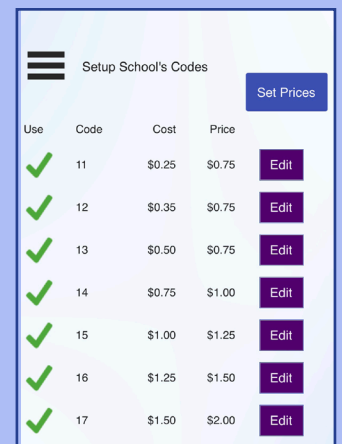 Setup School's Codes
Set Prices
Use Code Cost Price
11 $0.25 $0.75 Edit
12 $0.35 $0.75 Edit
13 $0.50 $0.75 Edit
14 $0.75 $1.00 Edit
15 $1.00 $1.25 Edit
16 $1.25 $1.50 Edit
17 $1.50 $2.00 Edit